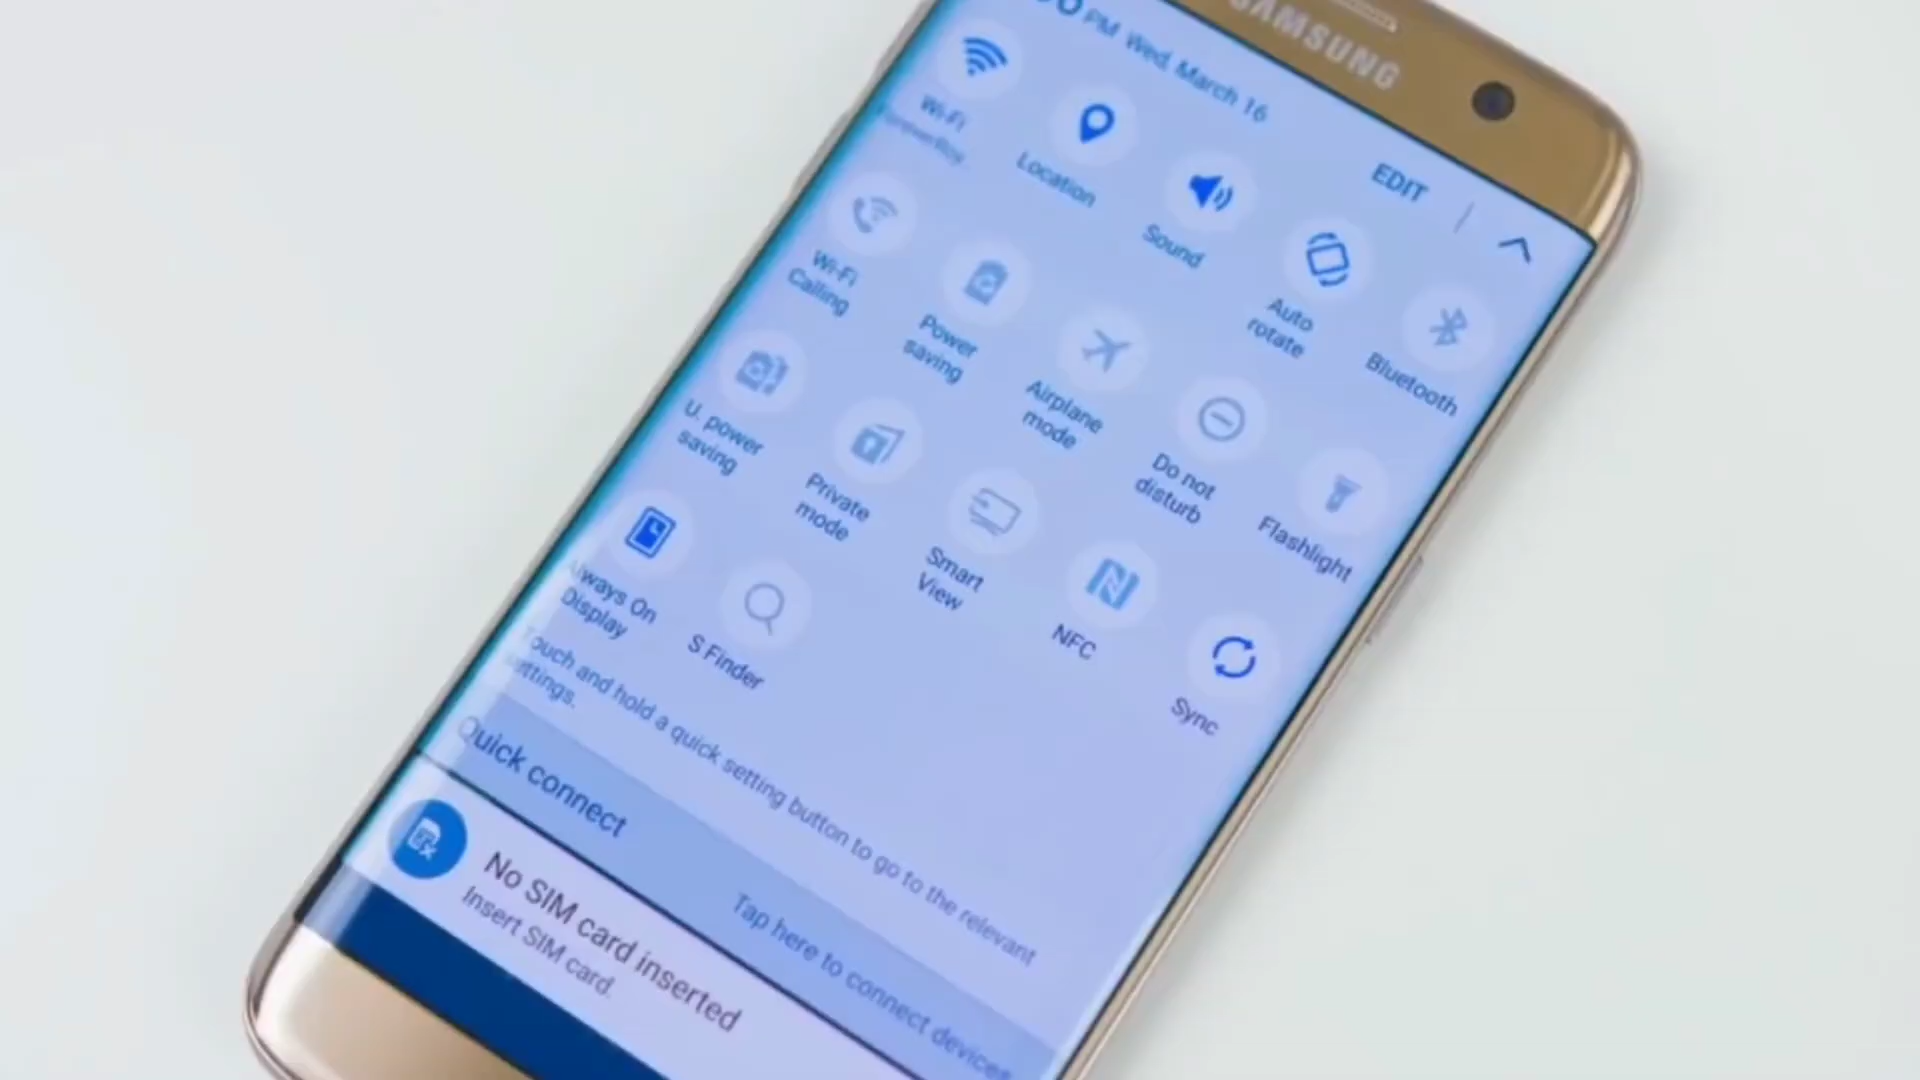 SAMSUNG
PM Wed, March 16
EDIT
Wi-Fi
Location
Sound
Auto
rotate
Bluetooth
Wi-Fi
Calling
Power
saving
Airplane
mode
Do not
disturb
Flashlight
U. power
saving
Private
mode
Smart
View
NFC
Sync
Always On
Display
S Finder
Touch and hold a quick setting button to go to the relevant
settings.
Quick connect
Tap here to connect devices
No SIM card inserted
Insert SIM card.